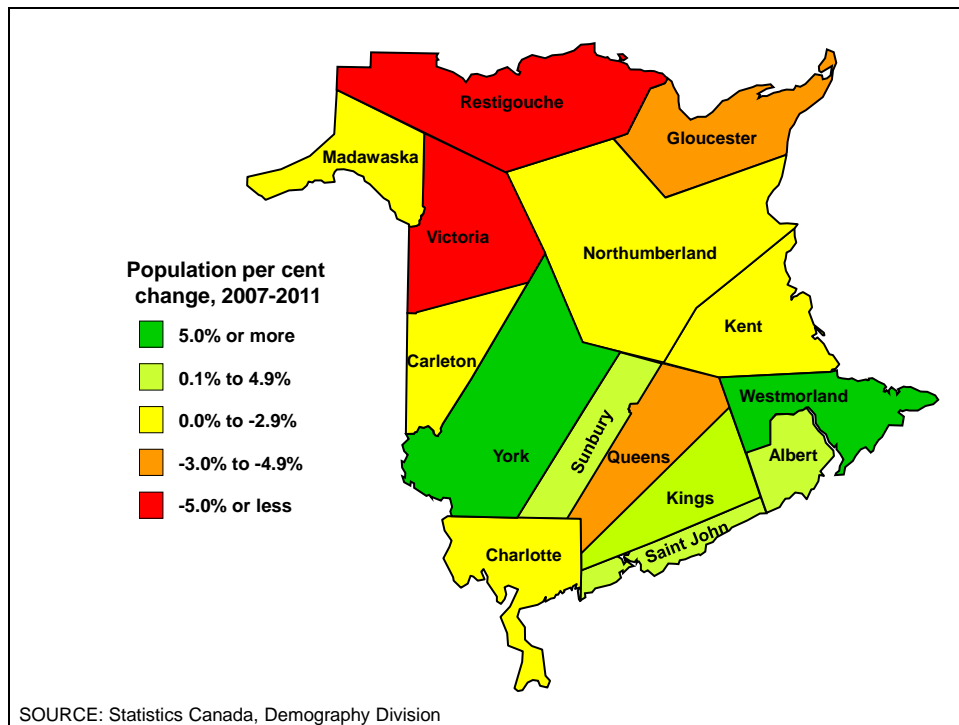 Restigouche
Gloucester
Madawaska
Victoria
Northumberland
Population per cent
change, 2007-2011
5.0% or more
0.1% to 4.9%
0.0% to -2.9%
-3.0% to -4.9%
-5.0% or less
Kent
Carleton
Westmorland
York
Sunbury
Queens
Albert
Kings
Saint John
Charlotte
SOURCE: Statistics Canada, Demography Division